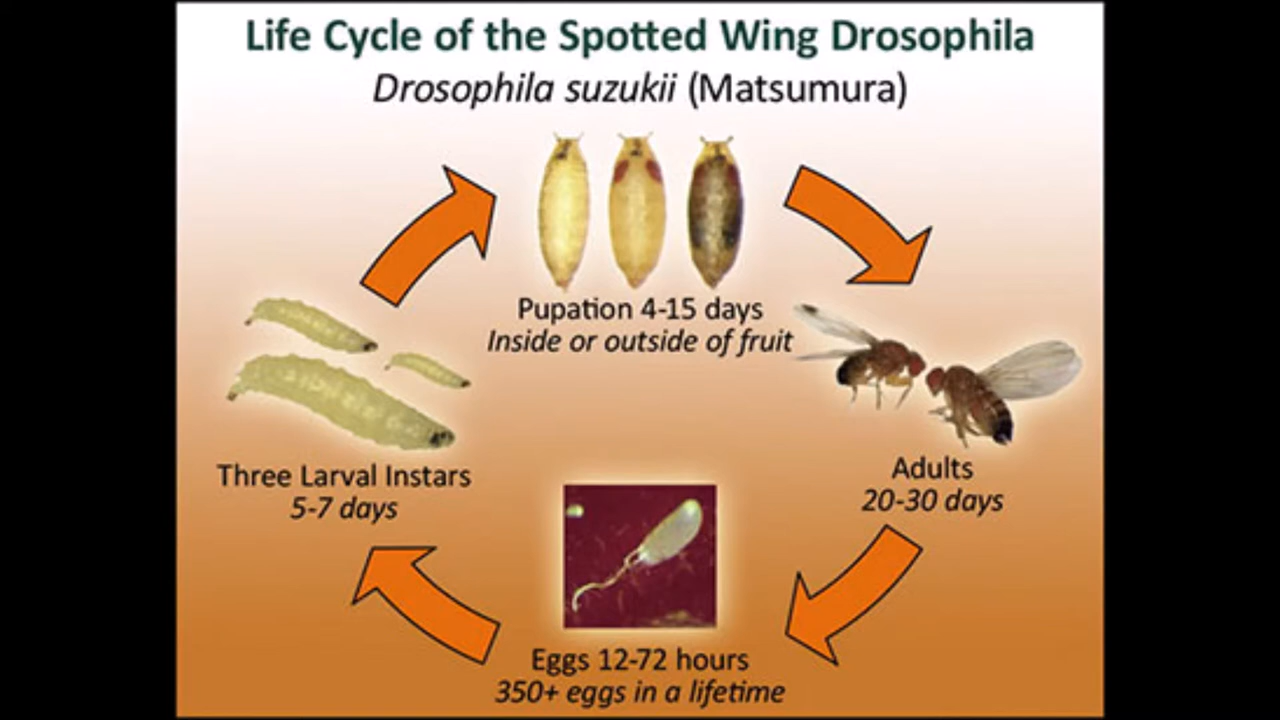 Life Cycle of the Spotted Wing Drosophila
Drosophila suzukii (Matsumura)
Pupation 4-15 days
Inside or outside of fruit
Three Larval Instars
5-7 days
Adults
20-30 days
Eggs 12-72 hours
350+ eggs in a lifetime